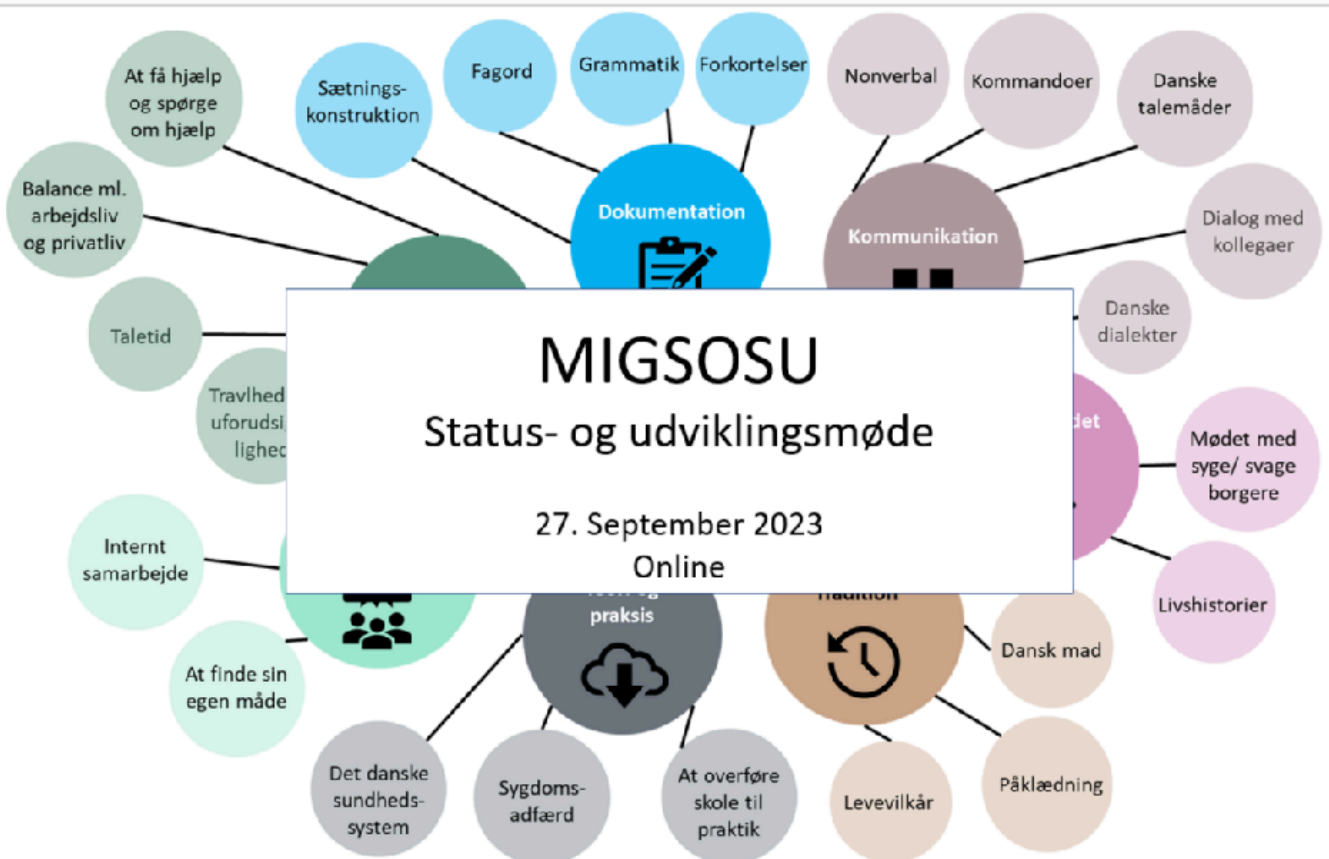 At få hjælp
og spørge
om hjælp
Sætnings-
konstruktion
Fagord
Grammatik
Forkortelser
Nonverbal
Kommandoer
Danske
talemåder
Balance ml.
arbejdsliv
og privatliv
Dokumentation
Kommunikation
Dialog med
kollegaer
Taletid
Danske
dialekter
MIGSOSU
Status- og udviklingsmøde
27. September 2023
Online
Mødet med
syge/ svage
borgere
Internt
samarbejde
Livshistorier
praksis
Tradition
Dansk mad
At finde sin
egen måde
Det danske
sundheds-
system
Sygdoms-
adfærd
At overføre
skole til
praktik
Levevilkår
Påklædning